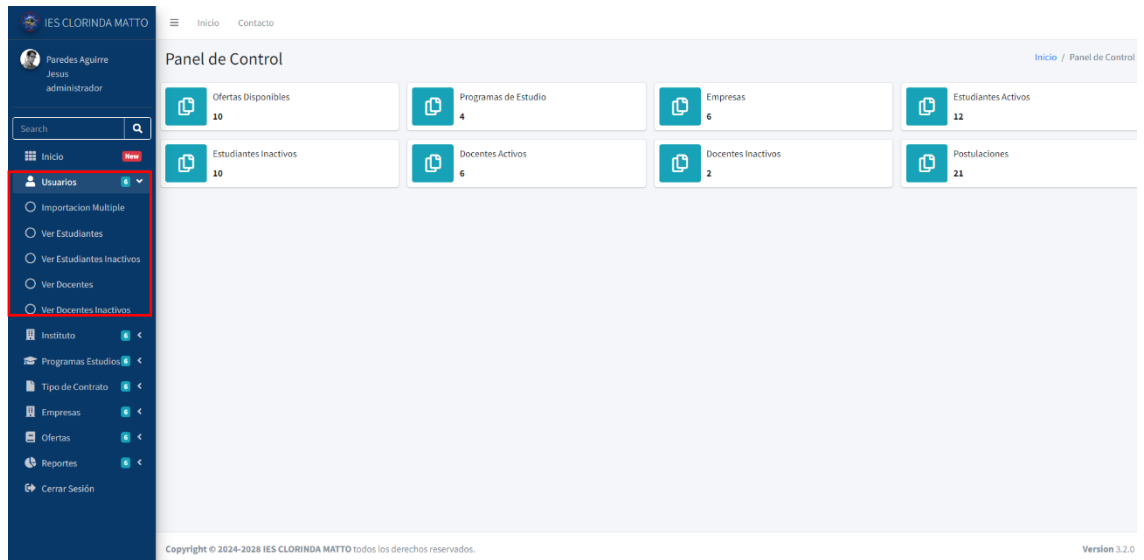 IES CLORINDA MATTO
Inicio Contacto
Paredes Aguirre
Jesus
administrador
Search
Inicio New
Usuarios 6
Importacion Multiple
Ver Estudiantes
Ver Estudiantes Inactivos
Ver Docentes
Ver Docentes Inactivos
Instituto 6
Programas Estudios 6
Tipo de Contrato 6
Empresas 6
Ofertas 6
Reportes 6
Cerrar Sesión
Panel de Control
Inicio / Panel de Control
Ofertas Disponibles
10
Programas de Estudio
4
Empresas
6
Estudiantes Activos
12
Estudiantes Inactivos
10
Docentes Activos
6
Docentes Inactivos
2
Postulaciones
21
Copyright © 2024-2028 IES CLORINDA MATTO todos los derechos reservados.
Version 3.2.0